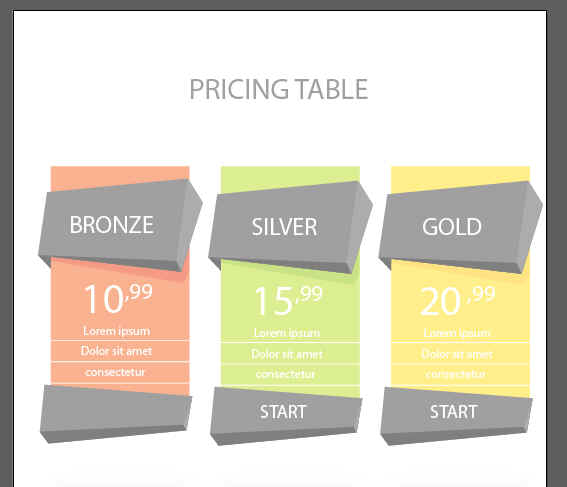 PRICING TABLE
BRONZE
10,99
Lorem ipsum
Dolor sit amet
consectetur
SILVER
15,99
Lorem ipsum
Dolor sit amet
consectetur
START
GOLD
20 ,99
Lorem ipsum
Dolor sit amet
consectetur
START